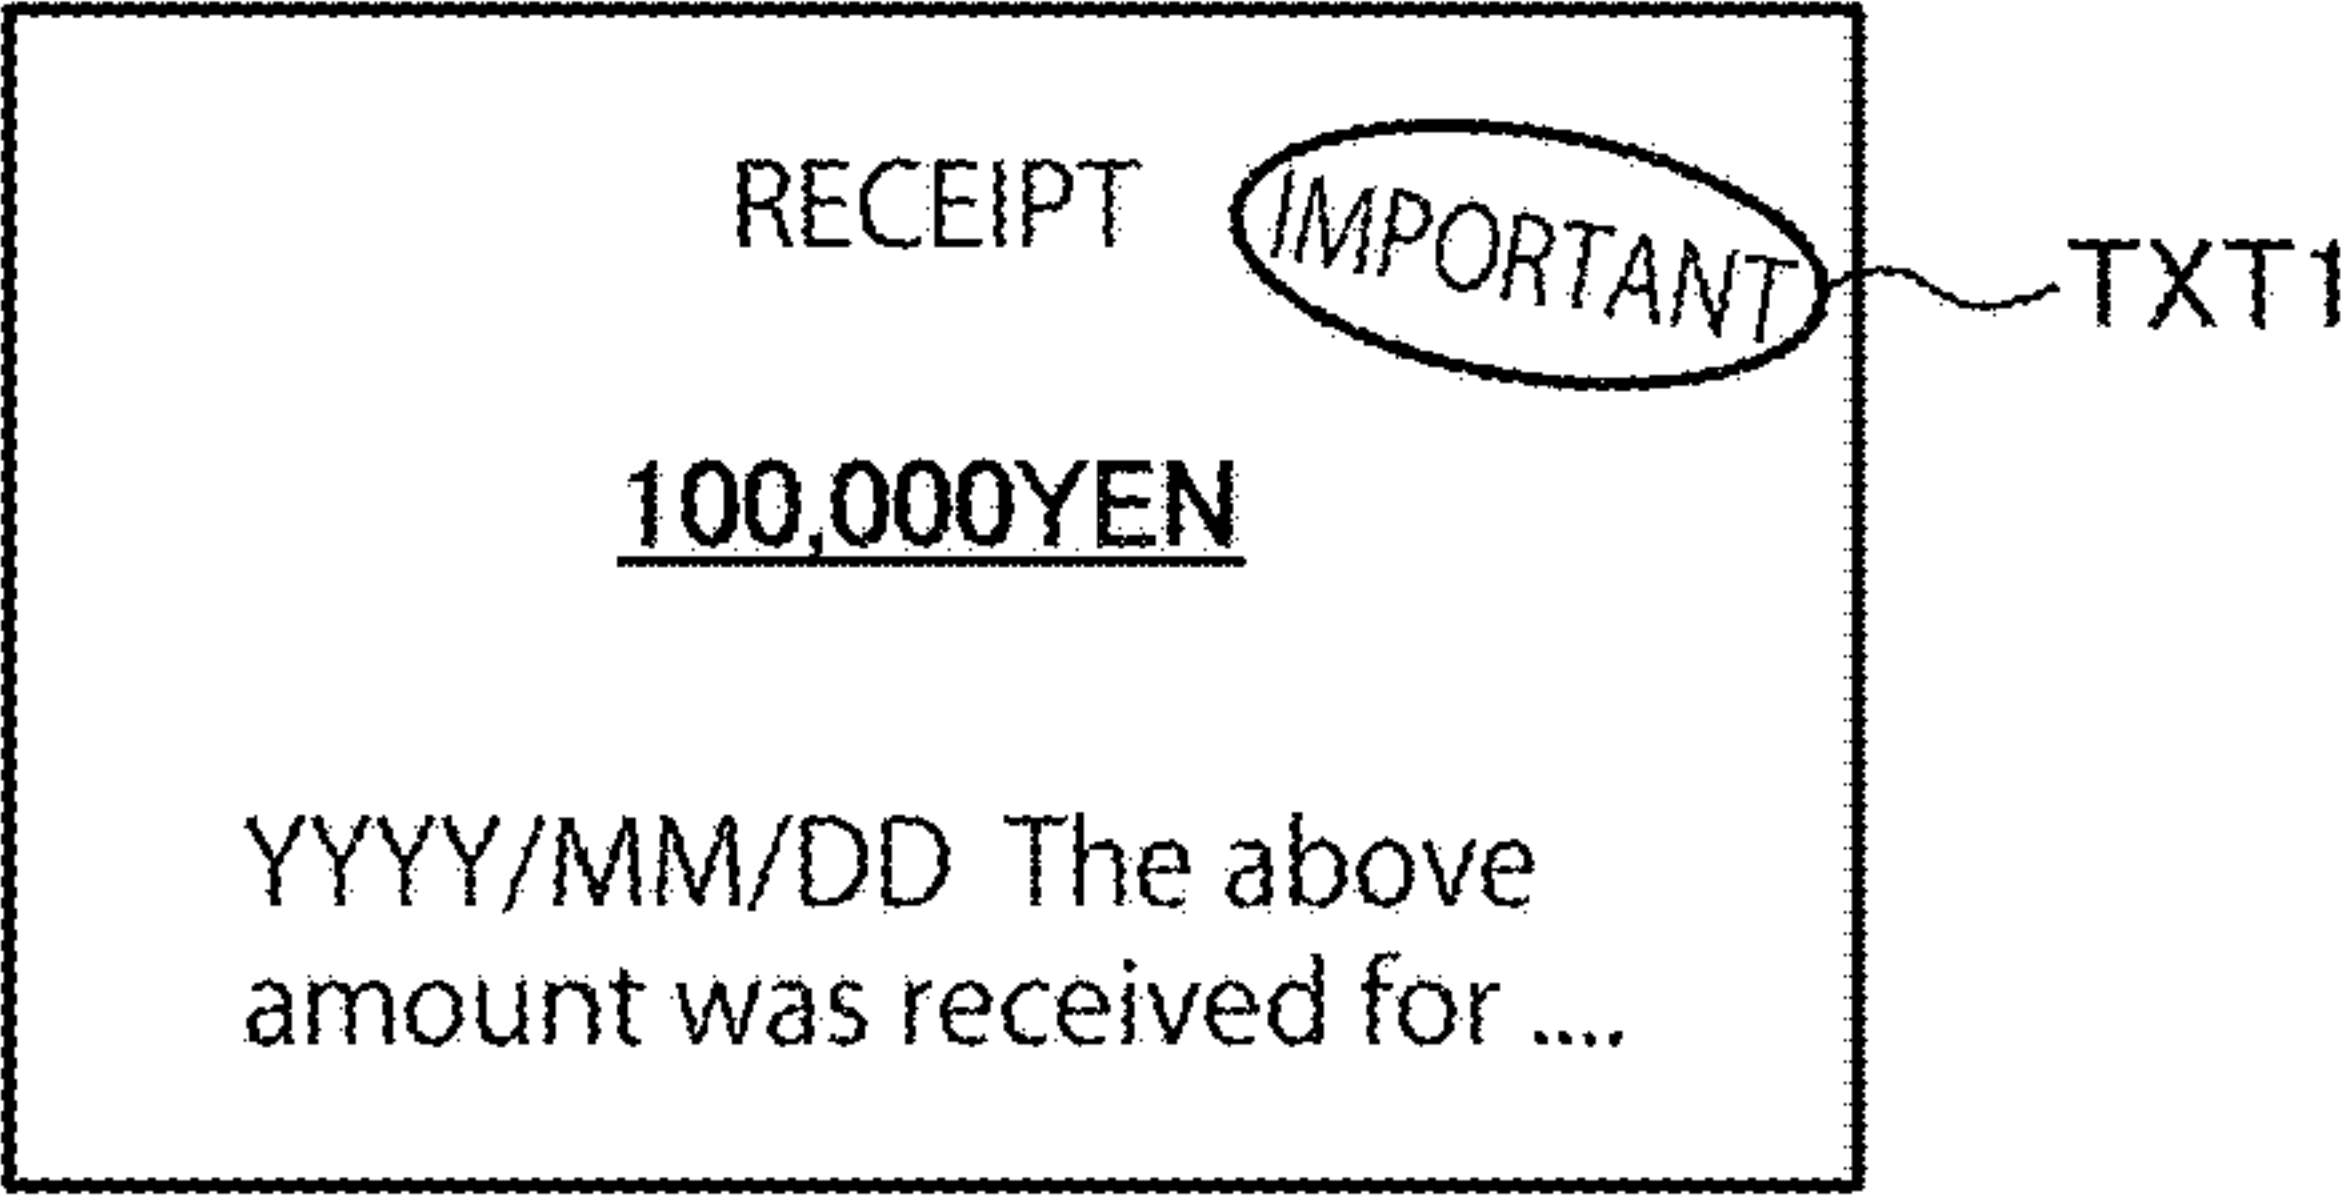 RECEIPT IMPORTANT
TXT1
100,000YEN
YYYY/MM/DD The above
amount was received for ....